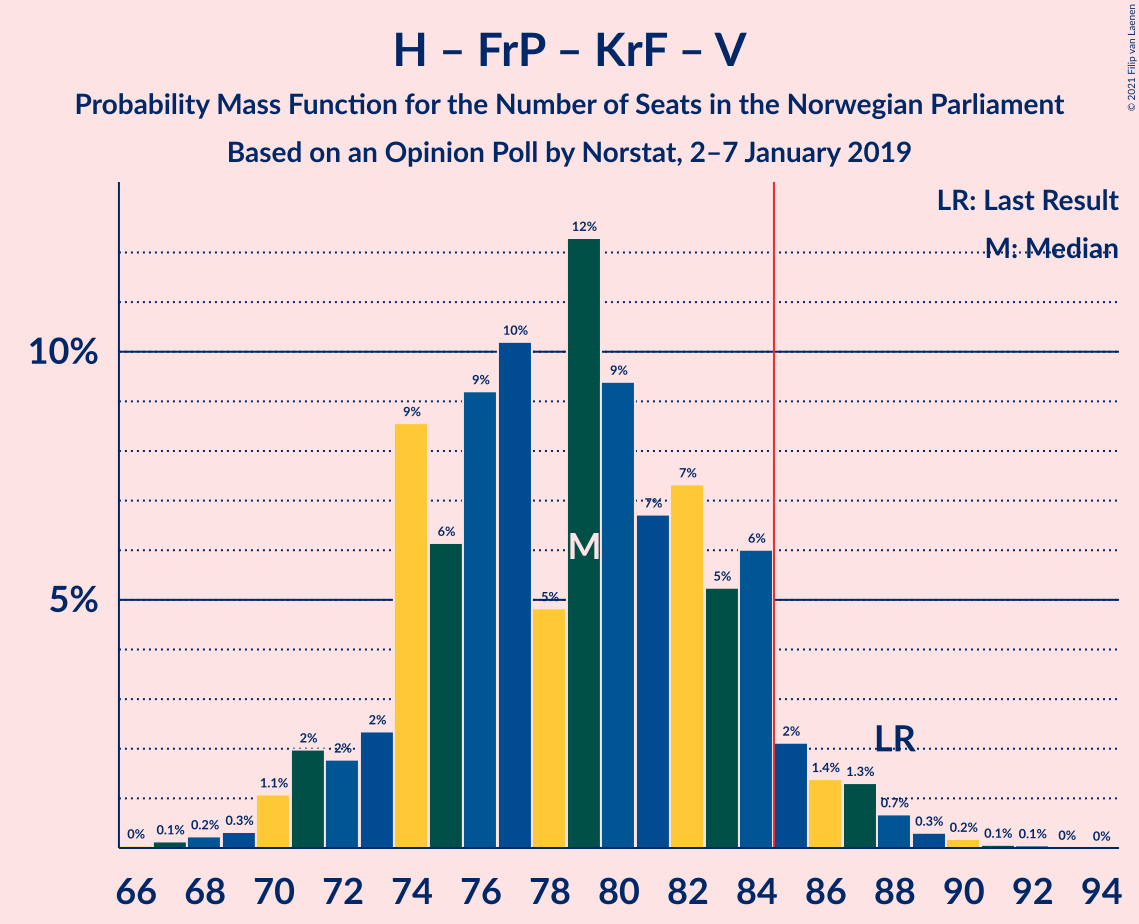 H – FrP – KrF – V
Probability Mass Function for the Number of Seats in the Norwegian Parliament
Based on an Opinion Poll by Norstat, 2–7 January 2019
© 2021 Filip van Laenen
LR: Last Result
M: Median
10%
5%
0% 0.1% 0.2% 0.3% 1.1% 2% 2% 2% 9% 6% 9% 10% 5% 12% 9% 7% 7% 5% 6% 2% 1.4% 1.3% 0.7% 0.3% 0.2% 0.1% 0.1% 0% 0%
M
LR
66 68 70 72 74 76 78 80 82 84 86 88 90 92 94